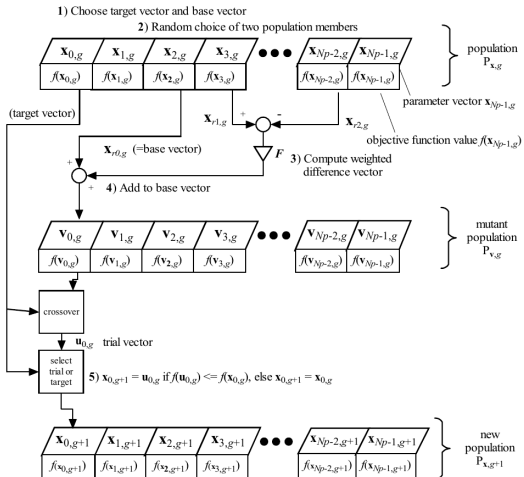 1) Choose target vector and base vector
2) Random choice of two population members
x0,g x1,g x2,g x3,g ●●● xNp-2,g xNp-1,g
f(x0,g) f(x1,g) f(x2,g) f(x3,g) f(xNp-2,g) f(xNp-1,g)
population
Px,g
parameter vector xNp-1,g
objective function value f(xNp-1,g)
(target vector)
xr1,g + - xr2,g
xr0,g (=base vector)
F
3) Compute weighted
difference vector
+
+
4) Add to base vector
v0,g v1,g v2,g v3,g ●●● vNp-2,g vNp-1,g
f(v0,g) f(v1,g) f(v2,g) f(v3,g) f(vNp-2,g) f(vNp-1,g)
mutant
population
Pv,g
crossover
u0,g trial vector
select
trial or
target
5) x0,g+1 = u0,g if f(u0,g) <= f(x0,g), else x0,g+1 = x0,g
x0,g+1 x1,g+1 x2,g+1 x3,g+1 ●●● xNp-2,g+1 xNp-1,g+1
f(x0,g+1) f(x1,g+1) f(x2,g+1) f(x3,g+1) f(xNp-2,g+1) f(xNp-1,g+1)
new
population
Px,g+1